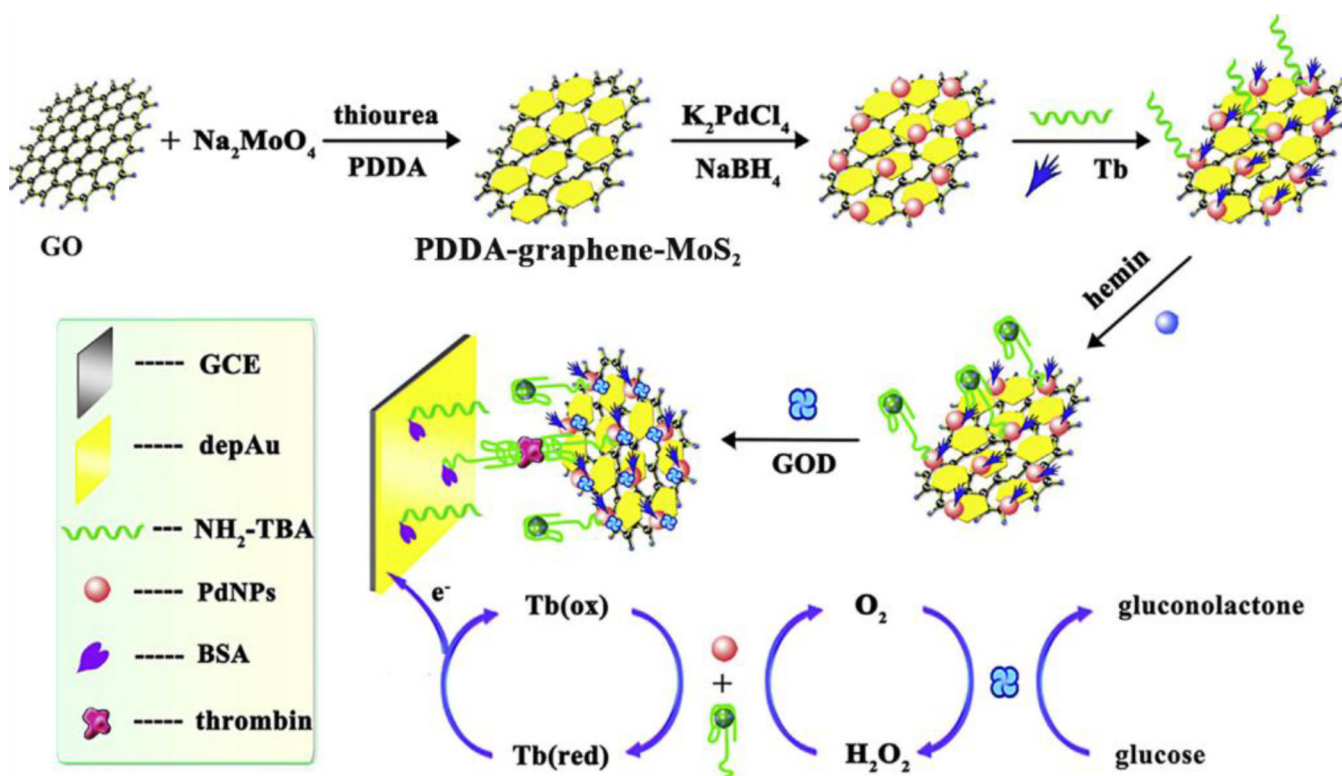 GO
+ Na₂MoO₄
thiourea
PDDA
PDDA-graphene-MoS₂
K₂PdCl₄
NaBH₄
Tb
hemin
GOD
GCE
depAu
NH₂-TBA
PdNPs
BSA
thrombin
e⁻
Tb(ox)
Tb(red)
+
O₂
H₂O₂
gluconolactone
glucose